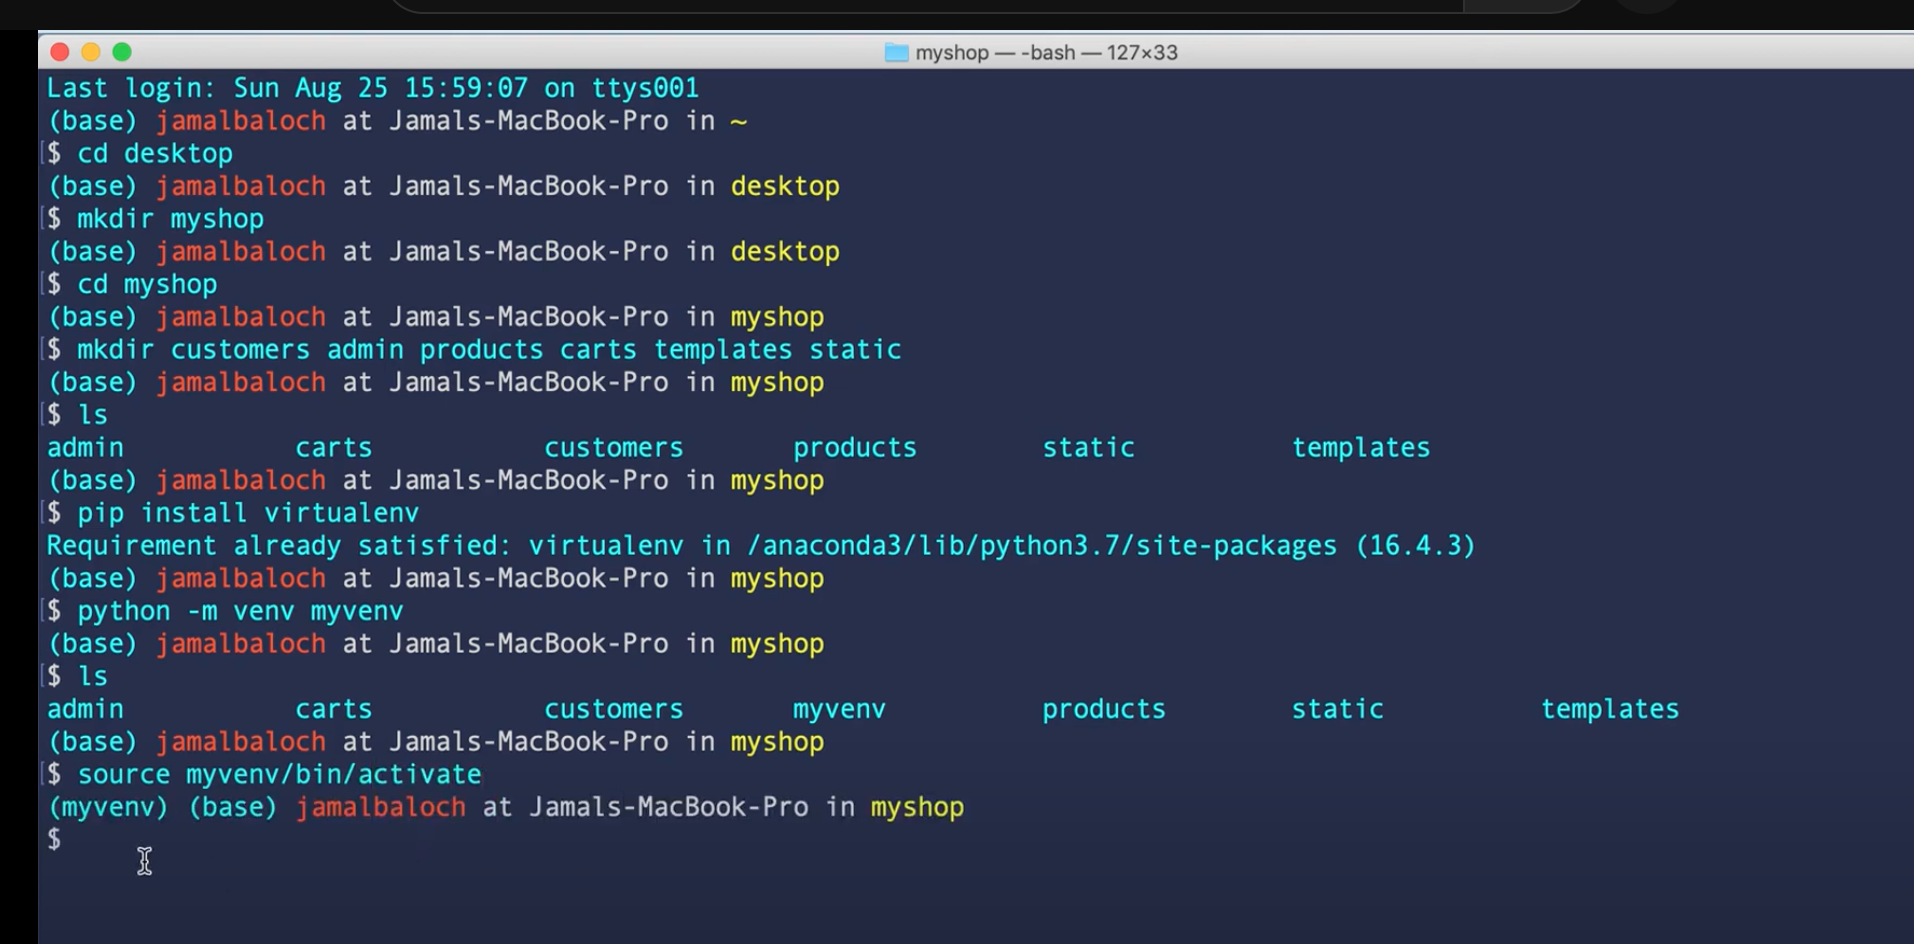 myshop — -bash — 127×33
Last login: Sun Aug 25 15:59:07 on ttys001
(base) jamalbaloch at Jamals-MacBook-Pro in ~
[$ cd desktop
(base) jamalbaloch at Jamals-MacBook-Pro in desktop
[$ mkdir myshop
(base) jamalbaloch at Jamals-MacBook-Pro in desktop
[$ cd myshop
(base) jamalbaloch at Jamals-MacBook-Pro in myshop
[$ mkdir customers admin products carts templates static
(base) jamalbaloch at Jamals-MacBook-Pro in myshop
[$ ls
admin carts customers products static templates
(base) jamalbaloch at Jamals-MacBook-Pro in myshop
[$ pip install virtualenv
Requirement already satisfied: virtualenv in /anaconda3/lib/python3.7/site-packages (16.4.3)
(base) jamalbaloch at Jamals-MacBook-Pro in myshop
[$ python -m venv myvenv
(base) jamalbaloch at Jamals-MacBook-Pro in myshop
[$ ls
admin carts customers myvenv products static templates
(base) jamalbaloch at Jamals-MacBook-Pro in myshop
[$ source myvenv/bin/activate
(myvenv) (base) jamalbaloch at Jamals-MacBook-Pro in myshop
$